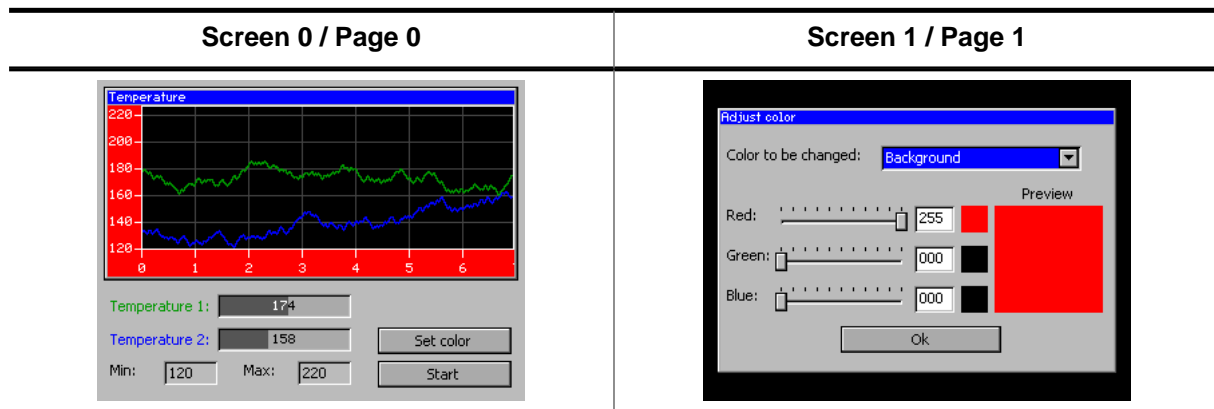 Screen 0 / Page 0
Screen 1 / Page 1
Temperature
220
200
180
160
140
120
0 1 2 3 4 5 6
Temperature 1: 174
Temperature 2: 158
Set color
Min: 120 Max: 220
Start
Adjust color
Color to be changed: Background
Preview
Red: 255
Green: 000
Blue: 000
Ok